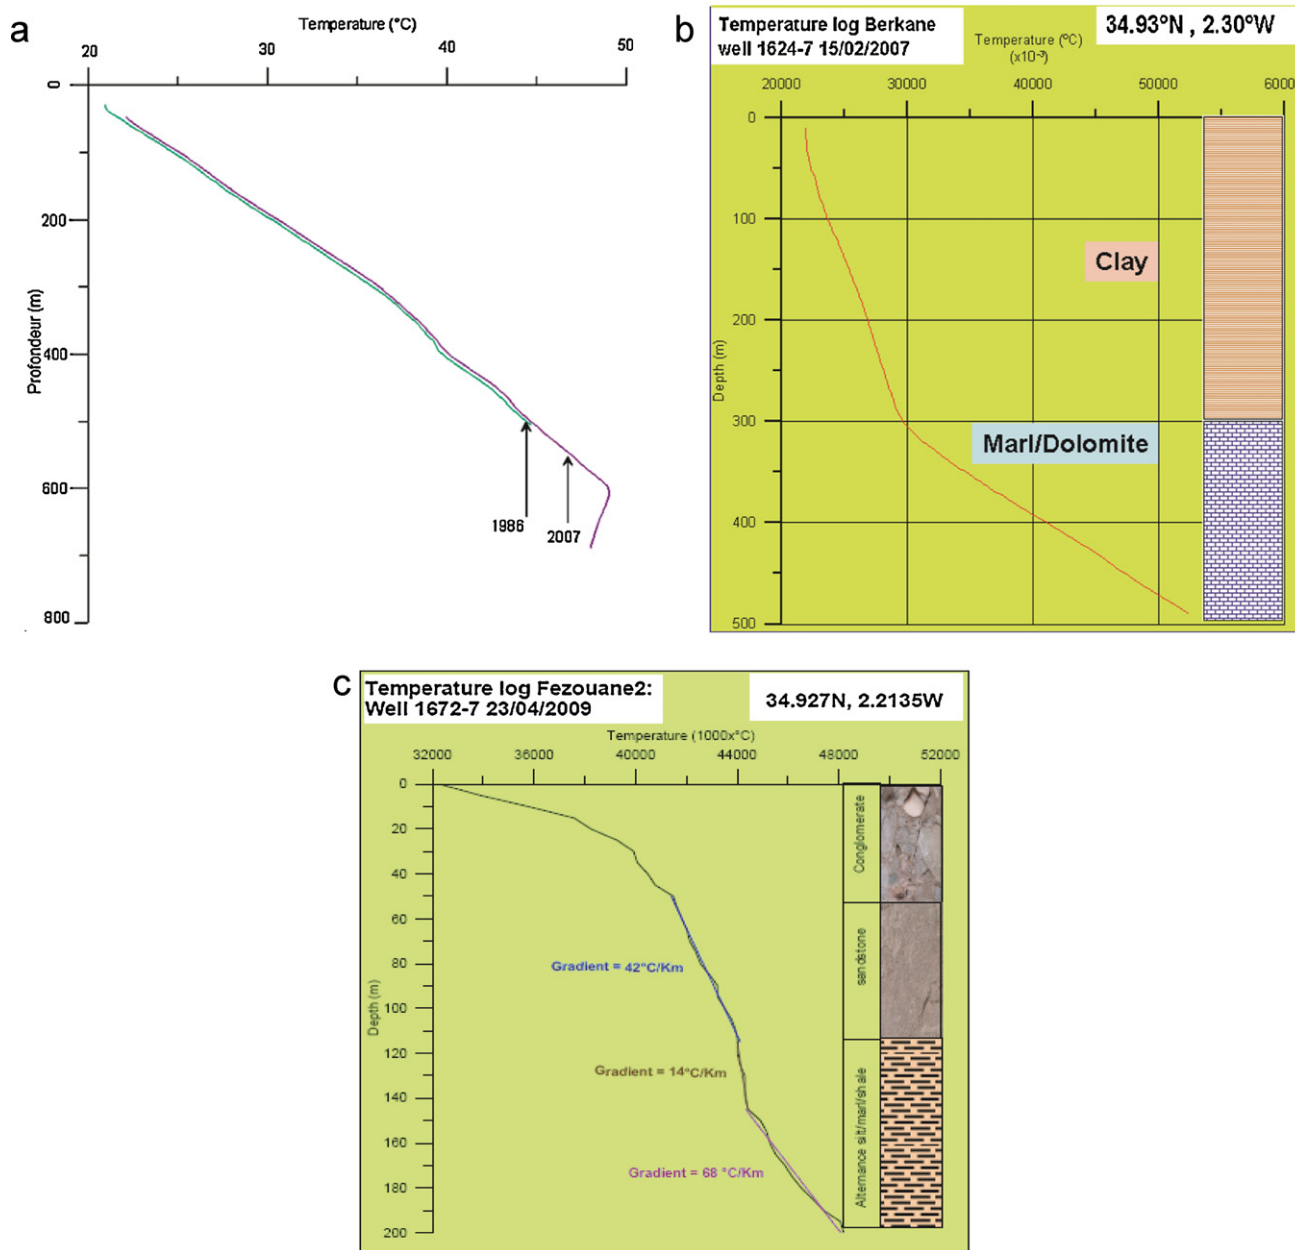 a
Temperature (°C)
20
30
40
50
0
200
400
600
800
Profondeur (m)
1986
2007
b
Temperature log Berkane
well 1624-7 15/02/2007
34.93°N , 2.30°W
Temperature (°C)
(x10⁻³)
20000
30000
40000
50000
6000
0
100
200
300
400
500
Depth (m)
Clay
Marl/Dolomite
c
Temperature log Fezouane2:
Well 1672-7 23/04/2009
34.927N, 2.2135W
Temperature (1000x°C)
32000
36000
40000
44000
48000
52000
0
20
40
60
80
100
120
140
160
180
200
Depth (m)
Gradient = 42°C/Km
Gradient = 14°C/Km
Gradient = 68 °C/Km
Conglomerate
sandstone
Alternance silt/marl/shale